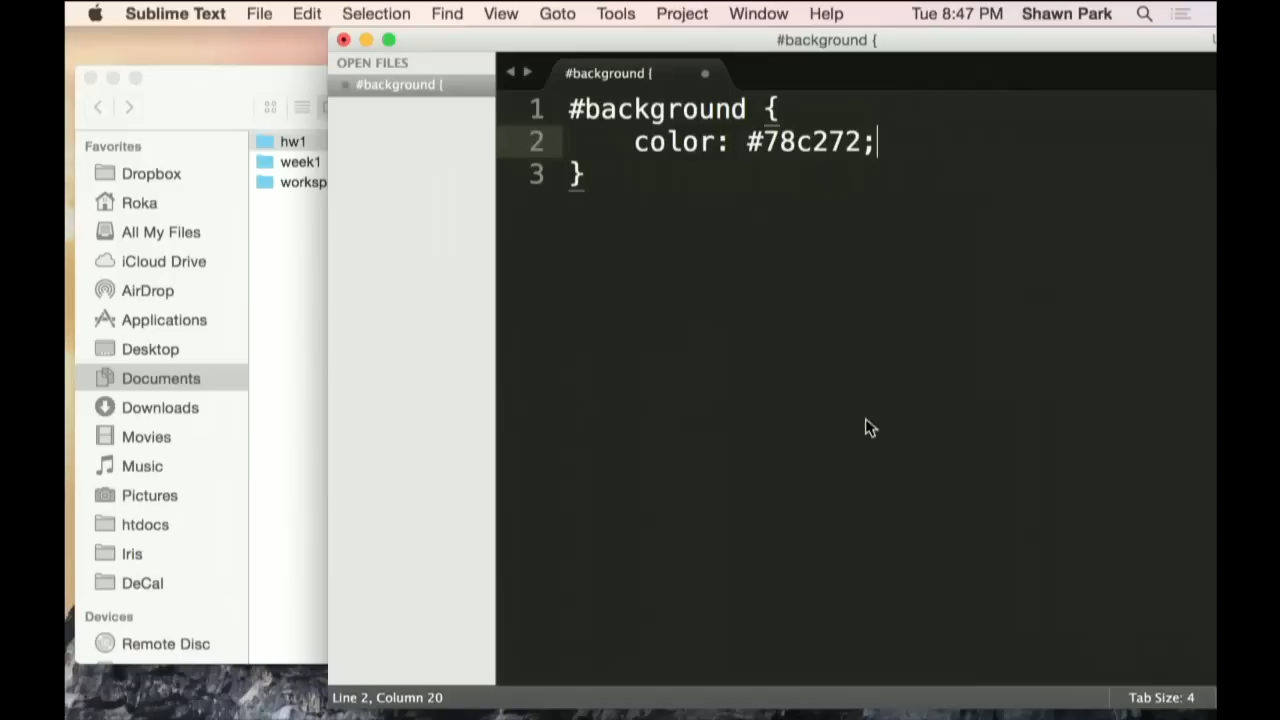 Sublime Text File Edit Selection Find View Goto Tools Project Window Help Tue 8:47 PM Shawn Park
#background {
OPEN FILES
#background {
#background {
1 #background {
2 color: #78c272;
3 }
Favorites
Dropbox
Roka
All My Files
iCloud Drive
AirDrop
Applications
Desktop
Documents
Downloads
Movies
Music
Pictures
htdocs
Iris
DeCal
Devices
Remote Disc
hw1
week1
worksp
Line 2, Column 20
Tab Size: 4